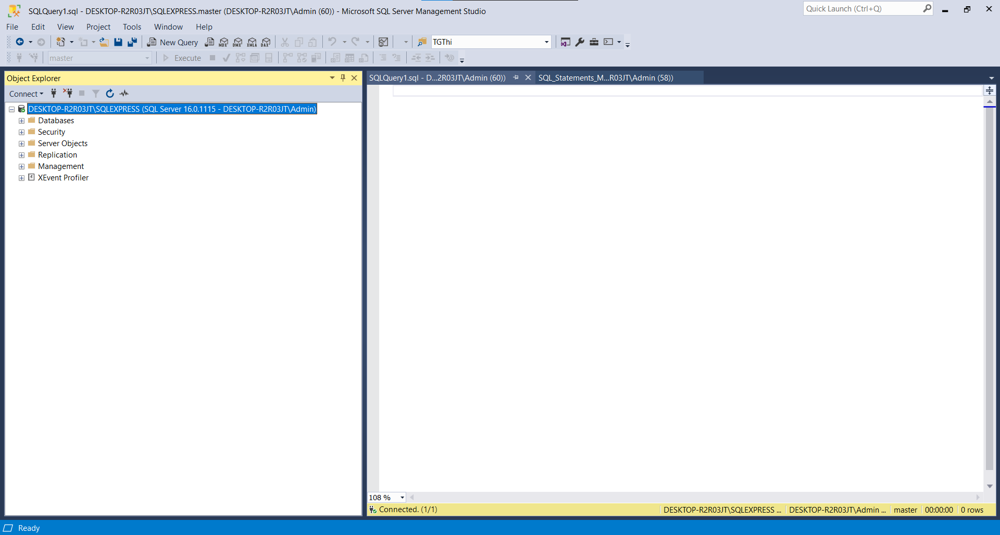 SQLQuery1.sql - DESKTOP-R2R03JT\SQLEXPRESS.master (DESKTOP-R2R03JT\Admin (60)) - Microsoft SQL Server Management Studio
Quick Launch (Ctrl+Q)
File Edit View Project Tools Window Help
New Query MDX DMX XMLA DAX TGThi
master Execute
Object Explorer
SQLQuery1.sql - D...2R03JT\Admin (60)) SQL_Statements_M...R03JT\Admin (58))
Connect
DESKTOP-R2R03JT\SQLEXPRESS (SQL Server 16.0.1115 - DESKTOP-R2R03JT\Admin)
Databases
Security
Server Objects
Replication
Management
XEvent Profiler
108 %
Connected. (1/1) DESKTOP-R2R03JT\SQLEXPRESS ... DESKTOP-R2R03JT\Admin ... master 00:00:00 0 rows
Ready